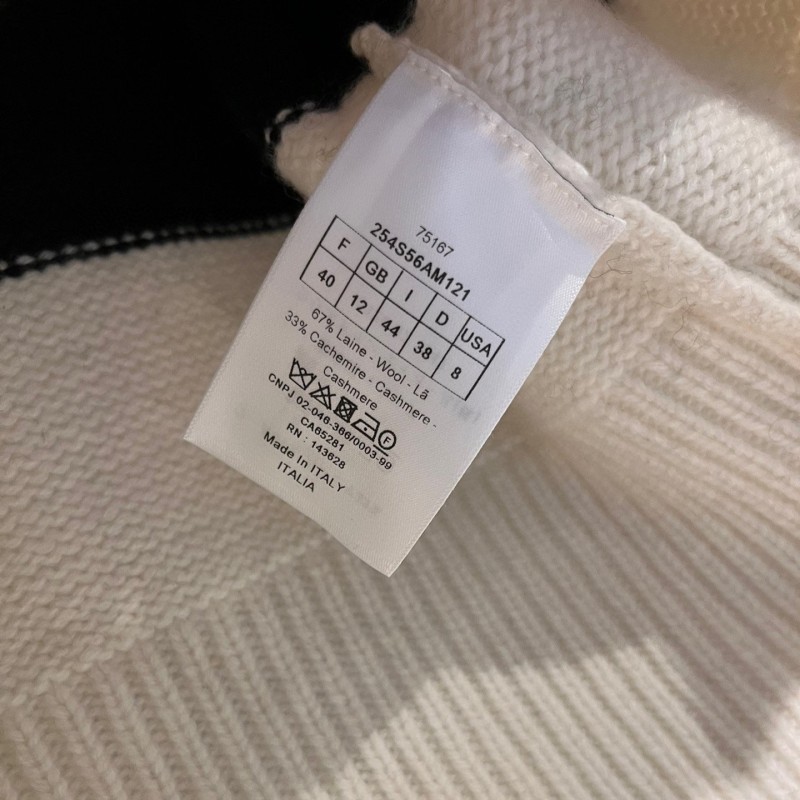 75167
254S56AM121
F GB I D USA
40 12 44 38 8
67% Laine - Wool - Lã
33% Cachemire - Cashmere -
Cashmere
F
CNPJ 02-046-366/0003-99
CA65281
RN : 143628
Made In ITALY
ITALIA